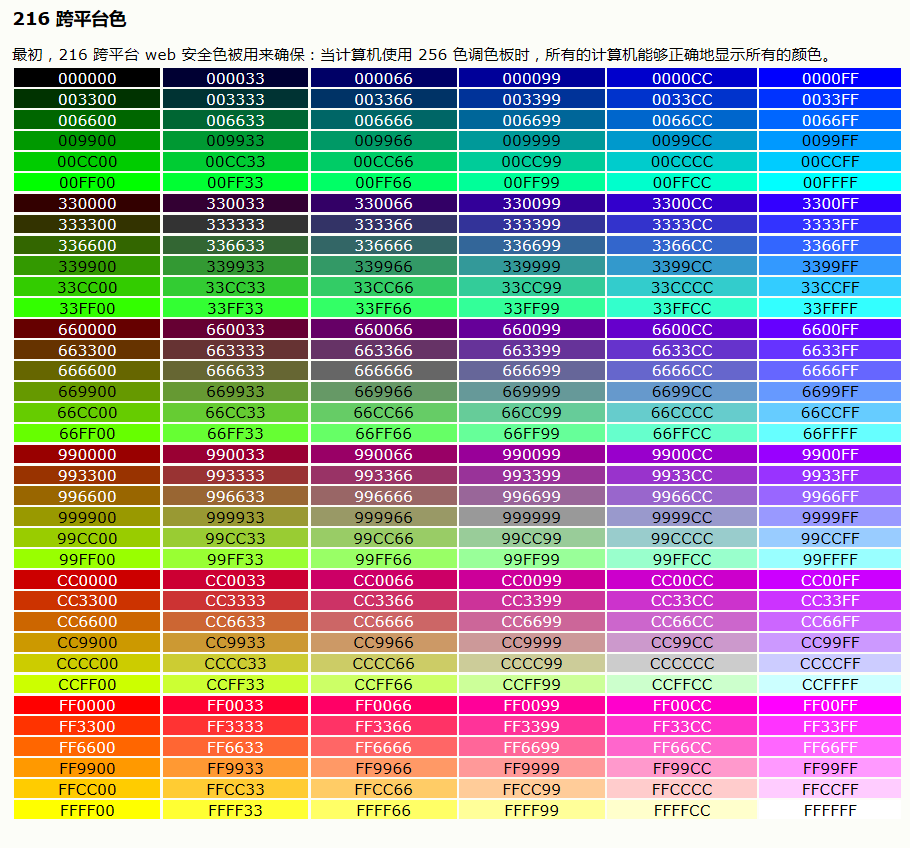 216 跨平台色
最初，216 跨平台 web 安全色被用来确保：当计算机使用 256 色调色板时，所有的计算机能够正确地显示所有的颜色。
000000 000033 000066 000099 0000CC 0000FF
003300 003333 003366 003399 0033CC 0033FF
006600 006633 006666 006699 0066CC 0066FF
009900 009933 009966 009999 0099CC 0099FF
00CC00 00CC33 00CC66 00CC99 00CCCC 00CCFF
00FF00 00FF33 00FF66 00FF99 00FFCC 00FFFF
330000 330033 330066 330099 3300CC 3300FF
333300 333333 333366 333399 3333CC 3333FF
336600 336633 336666 336699 3366CC 3366FF
339900 339933 339966 339999 3399CC 3399FF
33CC00 33CC33 33CC66 33CC99 33CCCC 33CCFF
33FF00 33FF33 33FF66 33FF99 33FFCC 33FFFF
660000 660033 660066 660099 6600CC 6600FF
663300 663333 663366 663399 6633CC 6633FF
666600 666633 666666 666699 6666CC 6666FF
669900 669933 669966 669999 6699CC 6699FF
66CC00 66CC33 66CC66 66CC99 66CCCC 66CCFF
66FF00 66FF33 66FF66 66FF99 66FFCC 66FFFF
990000 990033 990066 990099 9900CC 9900FF
993300 993333 993366 993399 9933CC 9933FF
996600 996633 996666 996699 9966CC 9966FF
999900 999933 999966 999999 9999CC 9999FF
99CC00 99CC33 99CC66 99CC99 99CCCC 99CCFF
99FF00 99FF33 99FF66 99FF99 99FFCC 99FFFF
CC0000 CC0033 CC0066 CC0099 CC00CC CC00FF
CC3300 CC3333 CC3366 CC3399 CC33CC CC33FF
CC6600 CC6633 CC6666 CC6699 CC66CC CC66FF
CC9900 CC9933 CC9966 CC9999 CC99CC CC99FF
CCCC00 CCCC33 CCCC66 CCCC99 CCCCCC CCCCFF
CCFF00 CCFF33 CCFF66 CCFF99 CCFFCC CCFFFF
FF0000 FF0033 FF0066 FF0099 FF00CC FF00FF
FF3300 FF3333 FF3366 FF3399 FF33CC FF33FF
FF6600 FF6633 FF6666 FF6699 FF66CC FF66FF
FF9900 FF9933 FF9966 FF9999 FF99CC FF99FF
FFCC00 FFCC33 FFCC66 FFCC99 FFCCCC FFCCFF
FFFF00 FFFF33 FFFF66 FFFF99 FFFFCC FFFFFF